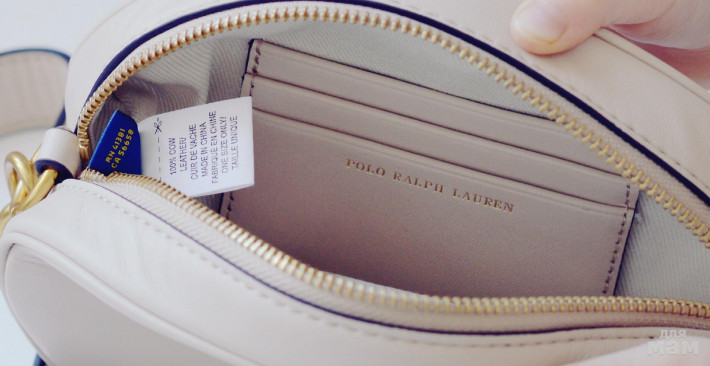 RN 41381
CA 56658
100% COW
LEATHER/
CUIR DE VACHE
MADE IN CHINA
FABRIQUÉ EN CHINE
ONE SIZE ONLY/
TAILLE UNIQUE
POLO RALPH LAUREN
для
мам